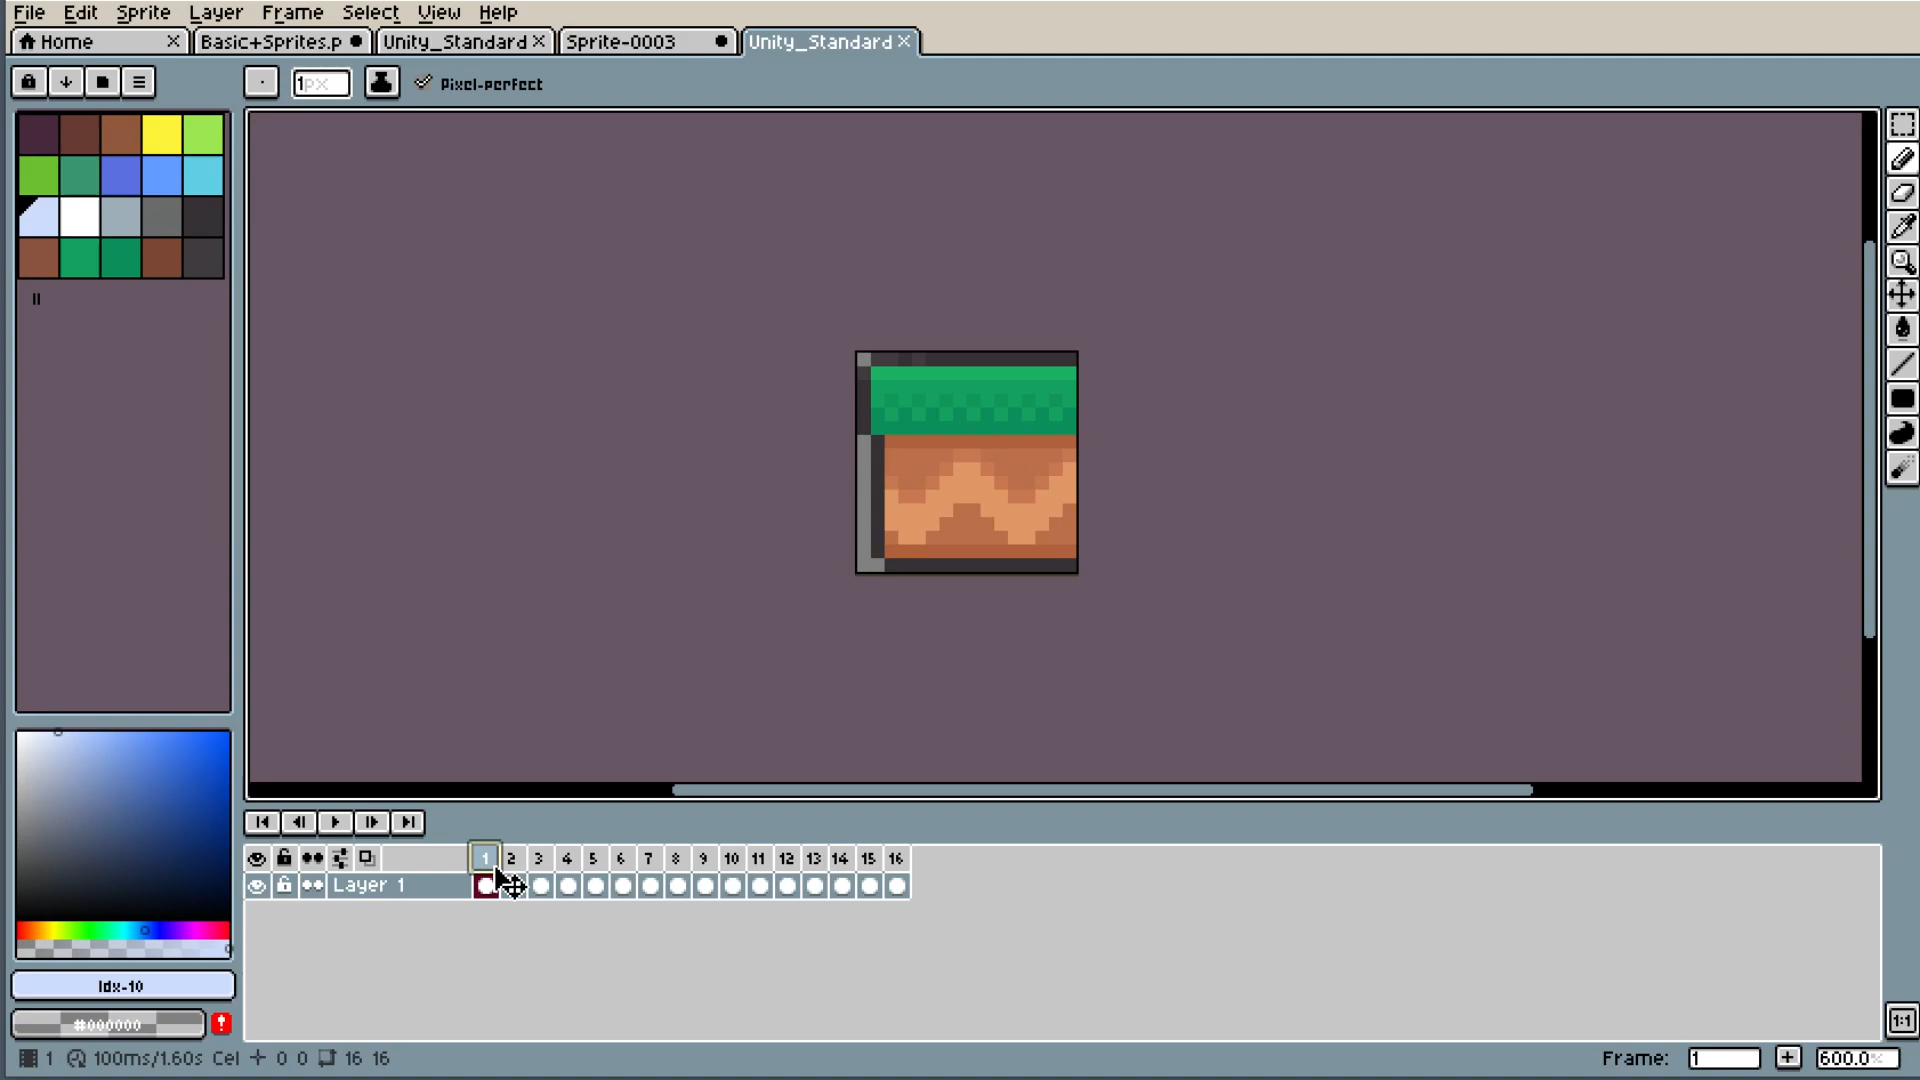 File Edit Sprite Layer Frame Select View Help
Home Basic+Sprites.p Unity_Standard Sprite-0003 Unity_Standard
1px Pixel-perfect
1 2 3 4 5 6 7 8 9 10 11 12 13 14 15 16
Layer 1
Idx-10
#000000
1 100ms/1.60s Cel 0 0 16 16 Frame: 1 600.0%
1:1